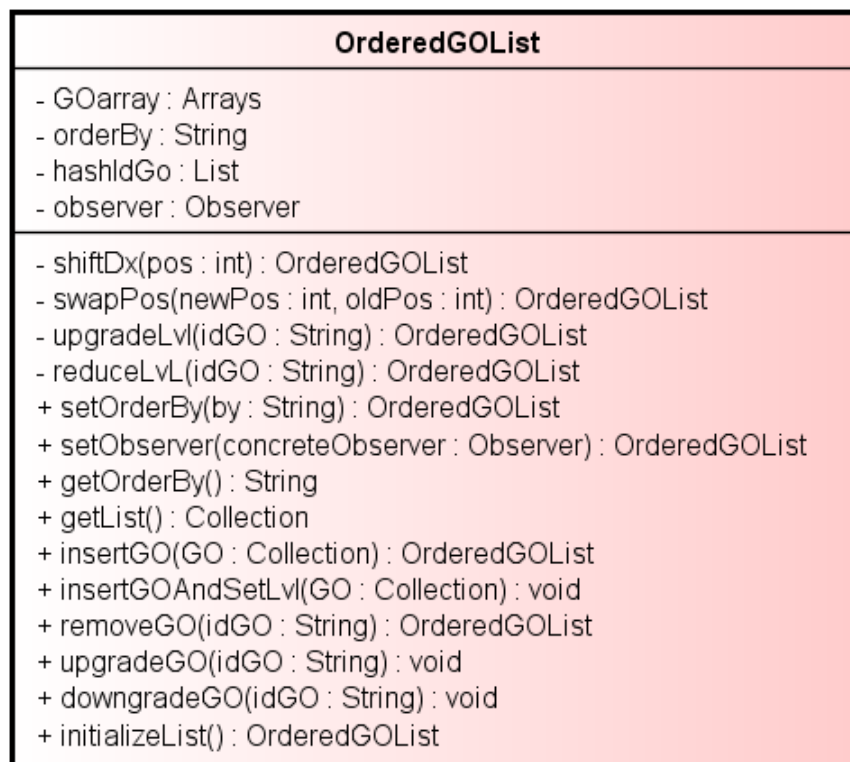 OrderedGOList
- GOarray : Arrays
- orderBy : String
- hashIdGo : List
- observer : Observer
- shiftDx(pos : int) : OrderedGOList
- swapPos(newPos : int, oldPos : int) : OrderedGOList
- upgradeLvl(idGO : String) : OrderedGOList
- reduceLvL(idGO : String) : OrderedGOList
+ setOrderBy(by : String) : OrderedGOList
+ setObserver(concreteObserver : Observer) : OrderedGOList
+ getOrderBy() : String
+ getList() : Collection
+ insertGO(GO : Collection) : OrderedGOList
+ insertGOAndSetLvl(GO : Collection) : void
+ removeGO(idGO : String) : OrderedGOList
+ upgradeGO(idGO : String) : void
+ downgradeGO(idGO : String) : void
+ initializeList() : OrderedGOList